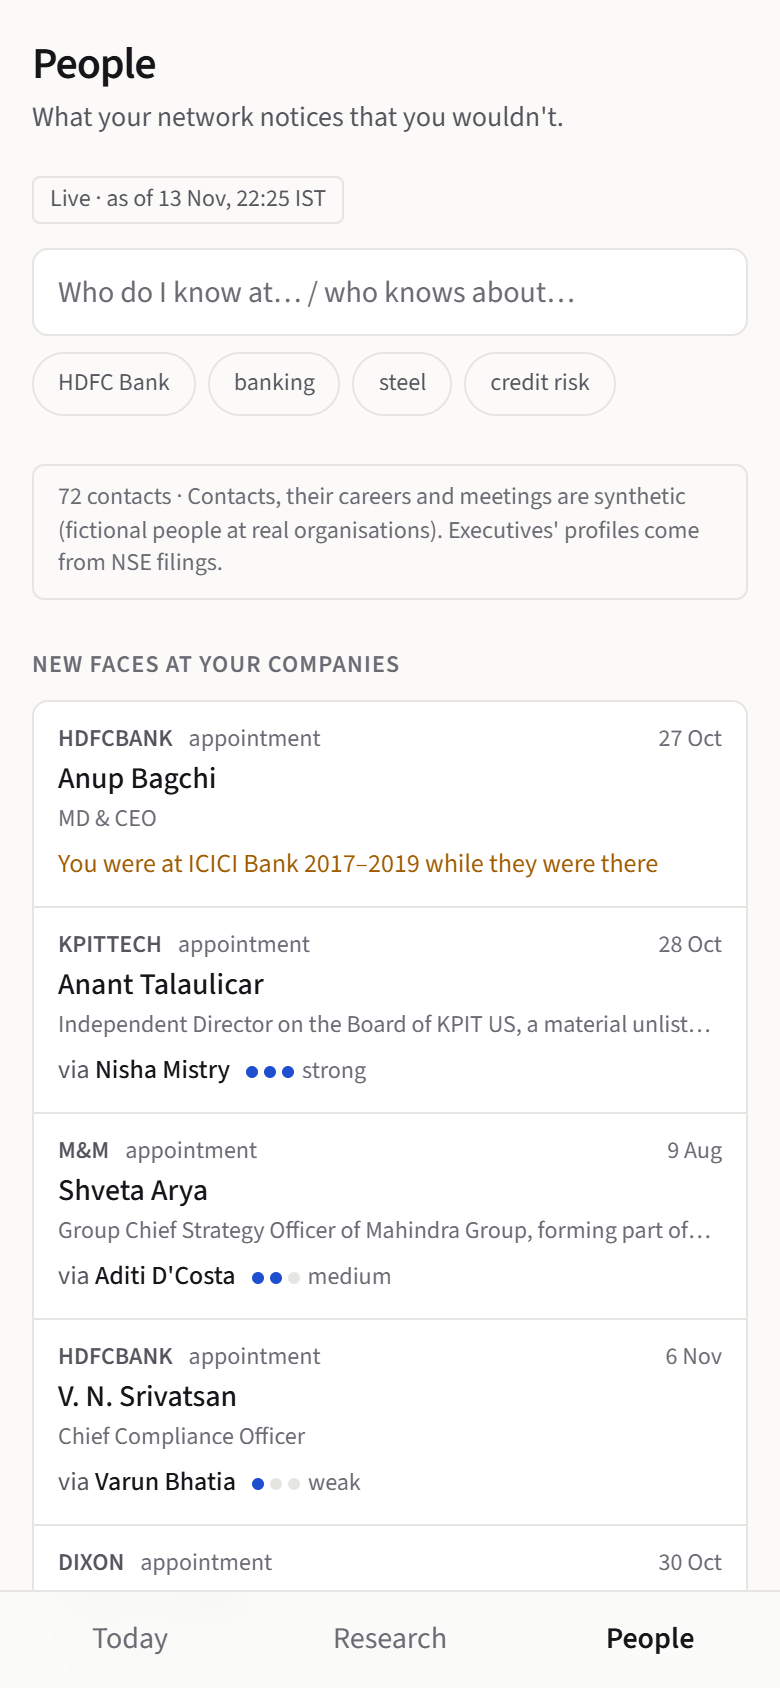 People
What your network notices that you wouldn't.
Live · as of 13 Nov, 22:25 IST
Who do I know at… / who knows about…
HDFC Bank banking steel credit risk
72 contacts · Contacts, their careers and meetings are synthetic
(fictional people at real organisations). Executives' profiles come
from NSE filings.
NEW FACES AT YOUR COMPANIES
HDFCBANK appointment 27 Oct
Anup Bagchi
MD & CEO
You were at ICICI Bank 2017–2019 while they were there
KPITTECH appointment 28 Oct
Anant Talaulicar
Independent Director on the Board of KPIT US, a material unlist…
via Nisha Mistry strong
M&M appointment 9 Aug
Shveta Arya
Group Chief Strategy Officer of Mahindra Group, forming part of…
via Aditi D'Costa medium
HDFCBANK appointment 6 Nov
V. N. Srivatsan
Chief Compliance Officer
via Varun Bhatia weak
DIXON appointment 30 Oct
Today Research People